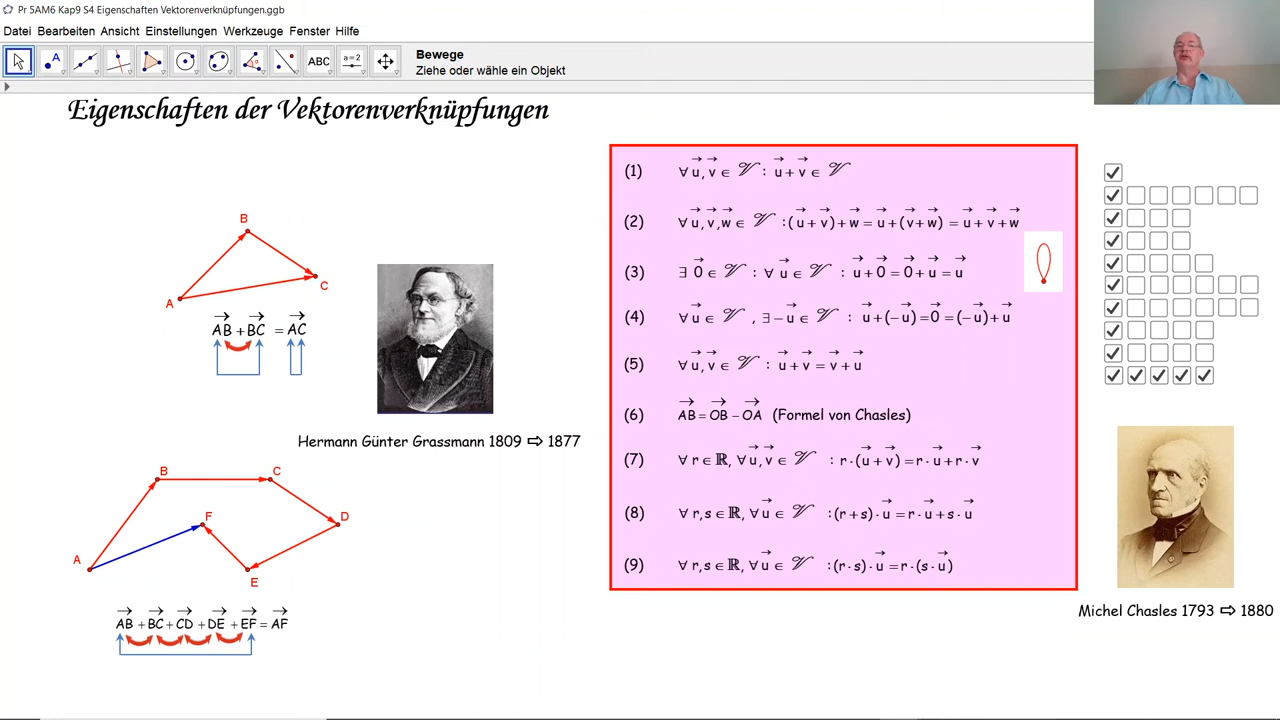 Pr 5AM6 Kap9 S4 Eigenschaften Vektorenverknüpfungen.ggb
Datei Bearbeiten Ansicht Einstellungen Werkzeuge Fenster Hilfe
A
ABC
a=2
Bewege
Ziehe oder wähle ein Objekt
Eigenschaften der Vektorenverknüpfungen
B
A
C
AB⃗ + BC⃗ = AC⃗
Hermann Günter Grassmann 1809 ⇨ 1877
B
C
F
D
A
E
AB⃗ + BC⃗ + CD⃗ + DE⃗ + EF⃗ = AF⃗
(1) ∀ u⃗, v⃗ ∈ 𝒱 : u⃗ + v⃗ ∈ 𝒱
(2) ∀ u⃗, v⃗, w⃗ ∈ 𝒱 : (u⃗ + v⃗) + w⃗ = u⃗ + (v⃗ + w⃗) = u⃗ + v⃗ + w⃗
(3) ∃ 0⃗ ∈ 𝒱 : ∀ u⃗ ∈ 𝒱 : u⃗ + 0⃗ = 0⃗ + u⃗ = u⃗
(4) ∀ u⃗ ∈ 𝒱 , ∃ −u⃗ ∈ 𝒱 : u⃗ + (−u⃗) = 0⃗ = (−u⃗) + u⃗
(5) ∀ u⃗, v⃗ ∈ 𝒱 : u⃗ + v⃗ = v⃗ + u⃗
(6) AB⃗ = OB⃗ − OA⃗ (Formel von Chasles)
(7) ∀ r ∈ ℝ, ∀ u⃗, v⃗ ∈ 𝒱 : r · (u⃗ + v⃗) = r · u⃗ + r · v⃗
(8) ∀ r,s ∈ ℝ, ∀ u⃗ ∈ 𝒱 : (r + s) · u⃗ = r · u⃗ + s · u⃗
(9) ∀ r,s ∈ ℝ, ∀ u⃗ ∈ 𝒱 : (r · s) · u⃗ = r · (s · u⃗)
Michel Chasles 1793 ⇨ 1880